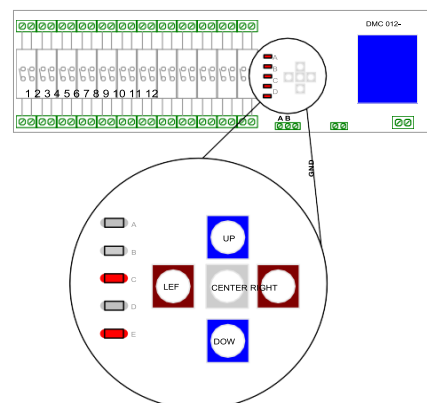 DMC 012-
A
B
C
D
1 2 3 4 5 6 7 8 9 10 11 12
A B
GND
A
B
UP
C
LEF CENTER RIGHT
D
E
DOW